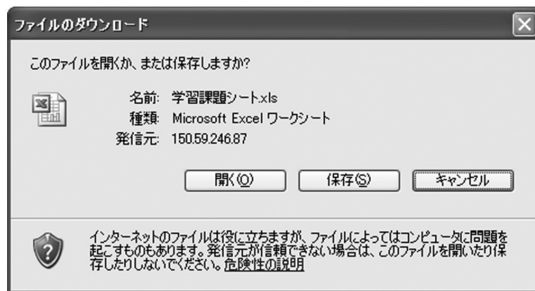 ファイルのダウンロード
このファイルを開くか、または保存しますか?
名前: 学習課題シート.xls
種類: Microsoft Excel ワークシート
発信元: 150.59.246.87
開く(O) 保存(S) キャンセル
インターネットのファイルは役に立ちますが、ファイルによってはコンピュータに問題を
起こすものもあります。発信元が信頼できない場合は、このファイルを開いたり保
存したりしないでください。危険性の説明